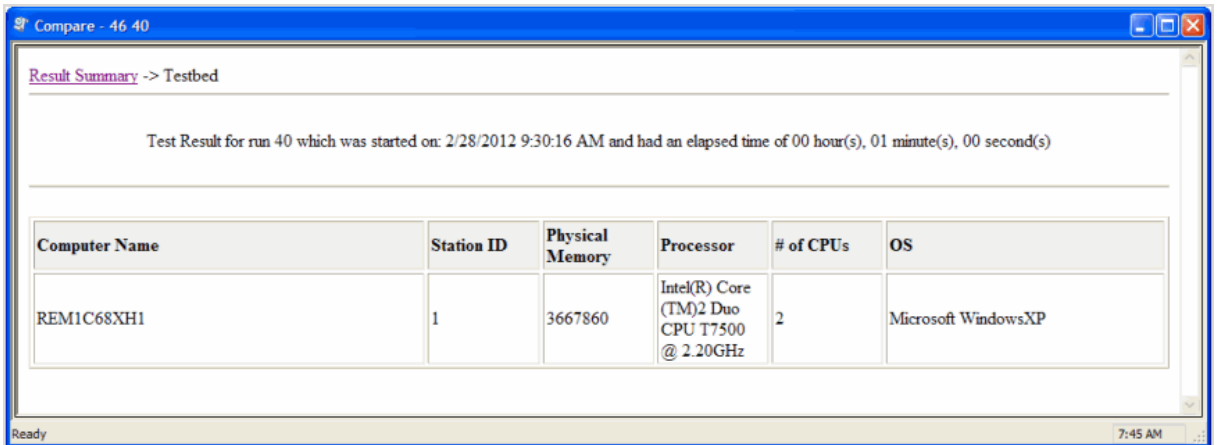 Compare - 46 40
Result Summary -> Testbed
Test Result for run 40 which was started on: 2/28/2012 9:30:16 AM and had an elapsed time of 00 hour(s), 01 minute(s), 00 second(s)
Computer Name Station ID Physical Memory Processor # of CPUs OS
REM1C68XH1 1 3667860 Intel(R) Core (TM)2 Duo CPU T7500 @ 2.20GHz 2 Microsoft WindowsXP
Ready 7:45 AM